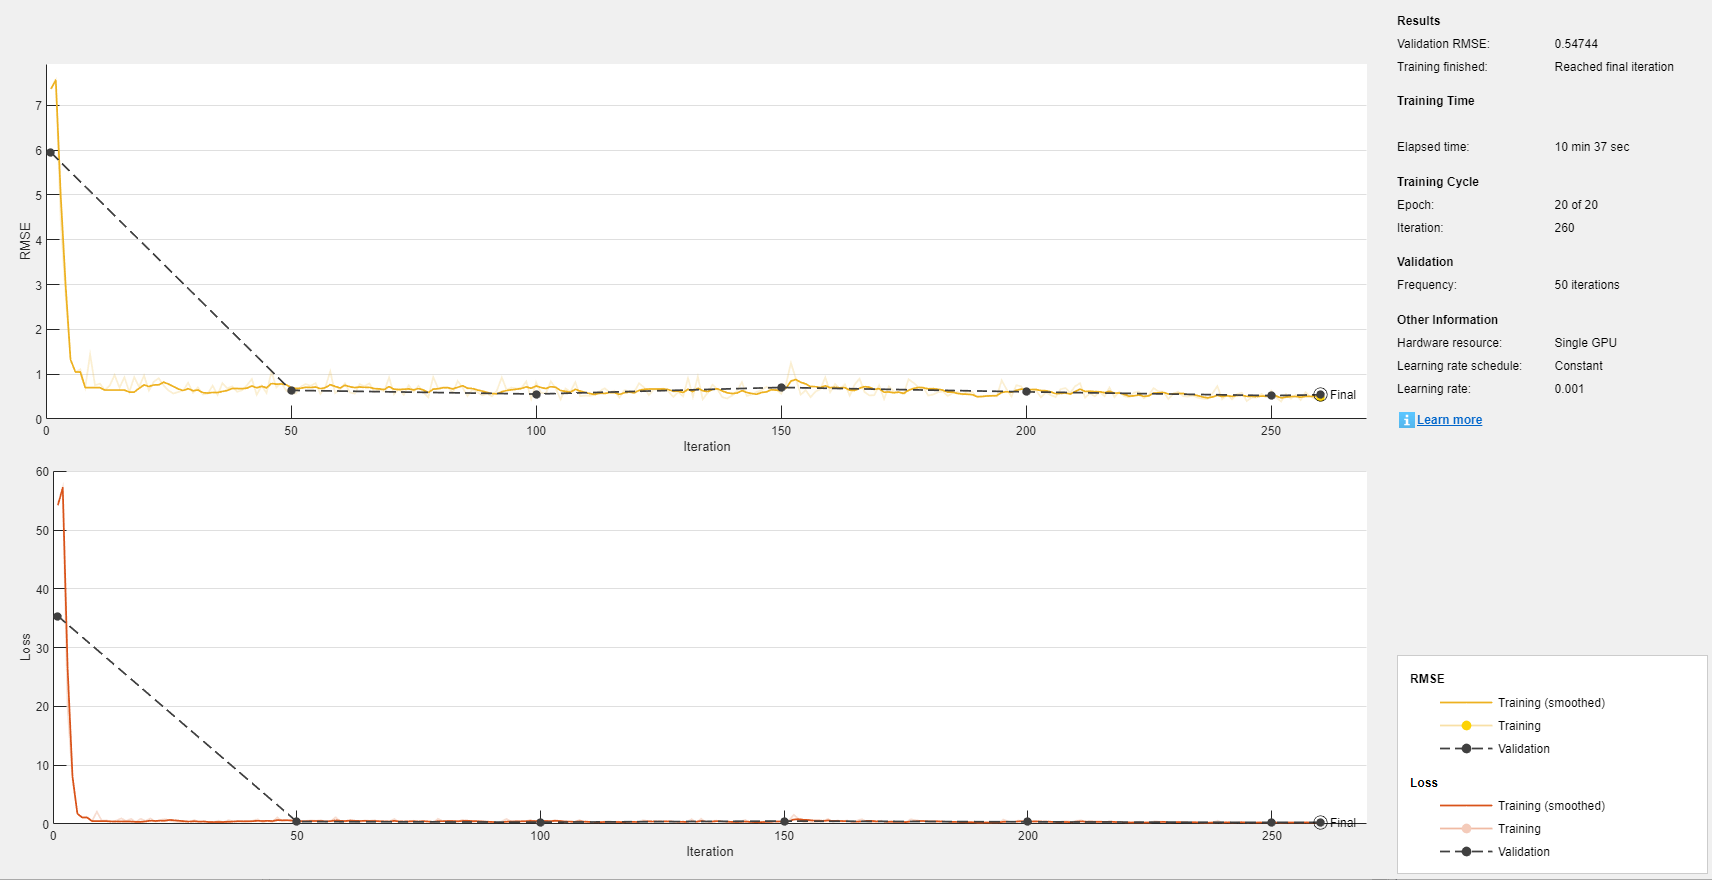 RMSE
7
6
5
4
3
2
1
0
0 50 100 150 200 250
Final
Iteration
Loss
60
50
40
30
20
10
0
0 50 100 150 200 250
Final
Iteration
Results
Validation RMSE: 0.54744
Training finished: Reached final iteration
Training Time
Elapsed time: 10 min 37 sec
Training Cycle
Epoch: 20 of 20
Iteration: 260
Validation
Frequency: 50 iterations
Other Information
Hardware resource: Single GPU
Learning rate schedule: Constant
Learning rate: 0.001
i Learn more
RMSE
Training (smoothed)
Training
Validation
Loss
Training (smoothed)
Training
Validation